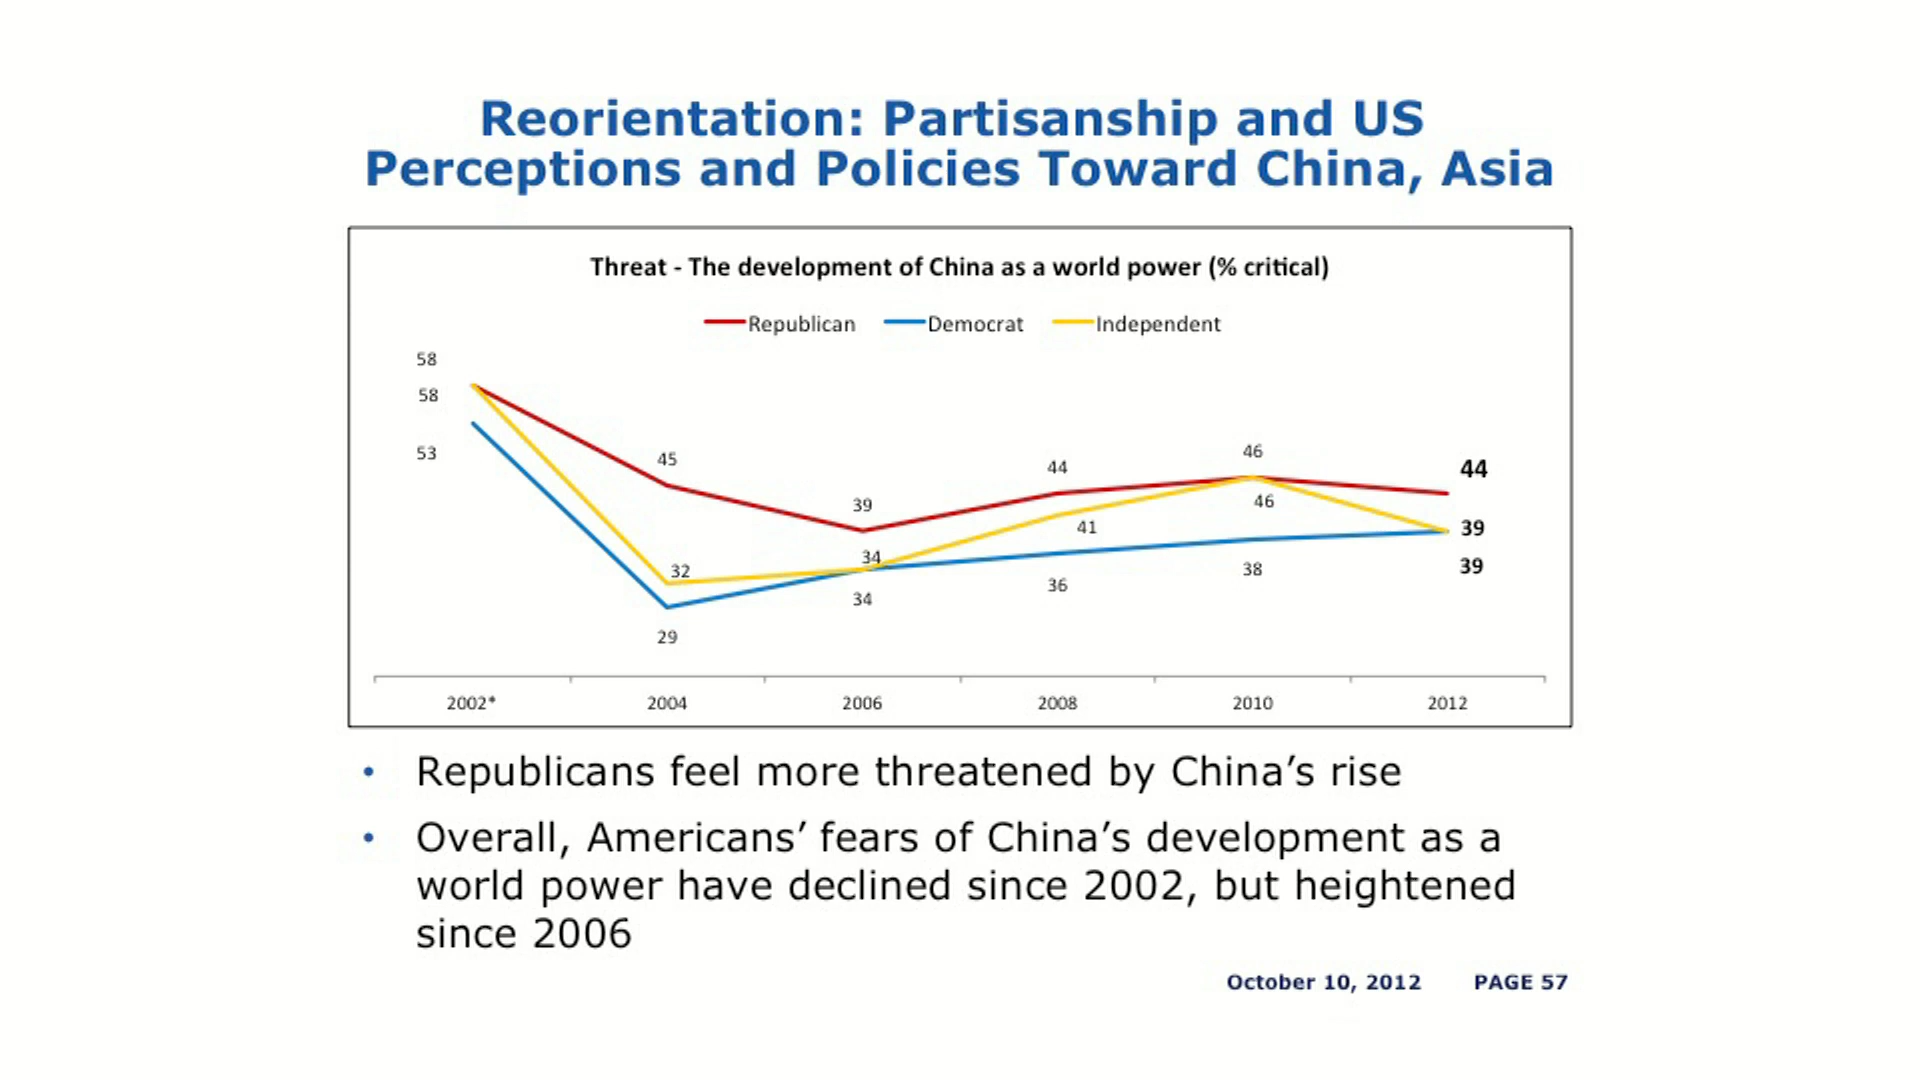 Reorientation: Partisanship and US
Perceptions and Policies Toward China, Asia
Threat - The development of China as a world power (% critical)
Republican Democrat Independent
58
58
53
45
32
29
39
34
34
44
41
36
46
46
38
44
39
39
2002* 2004 2006 2008 2010 2012
• Republicans feel more threatened by China’s rise
• Overall, Americans’ fears of China’s development as a
world power have declined since 2002, but heightened
since 2006
October 10, 2012 PAGE 57